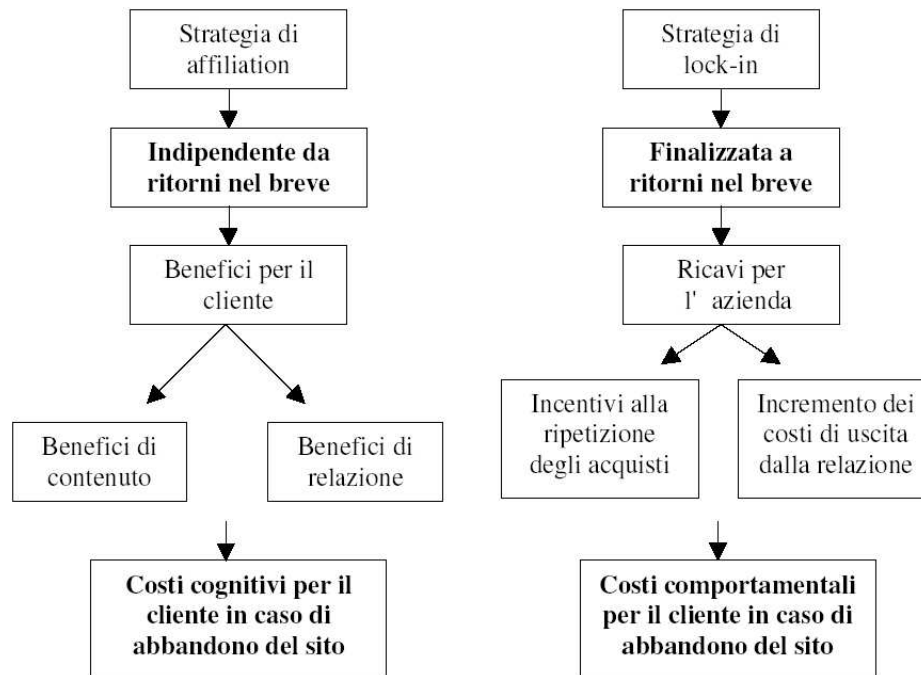 Strategia di
affiliation
Indipendente da
ritorni nel breve
Benefici per il
cliente
Benefici di
contenuto
Benefici di
relazione
Costi cognitivi per il
cliente in caso di
abbandono del sito
Strategia di
lock-in
Finalizzata a
ritorni nel breve
Ricavi per
l' azienda
Incentivi alla
ripetizione
degli acquisti
Incremento dei
costi di uscita
dalla relazione
Costi comportamentali
per il cliente in caso di
abbandono del sito